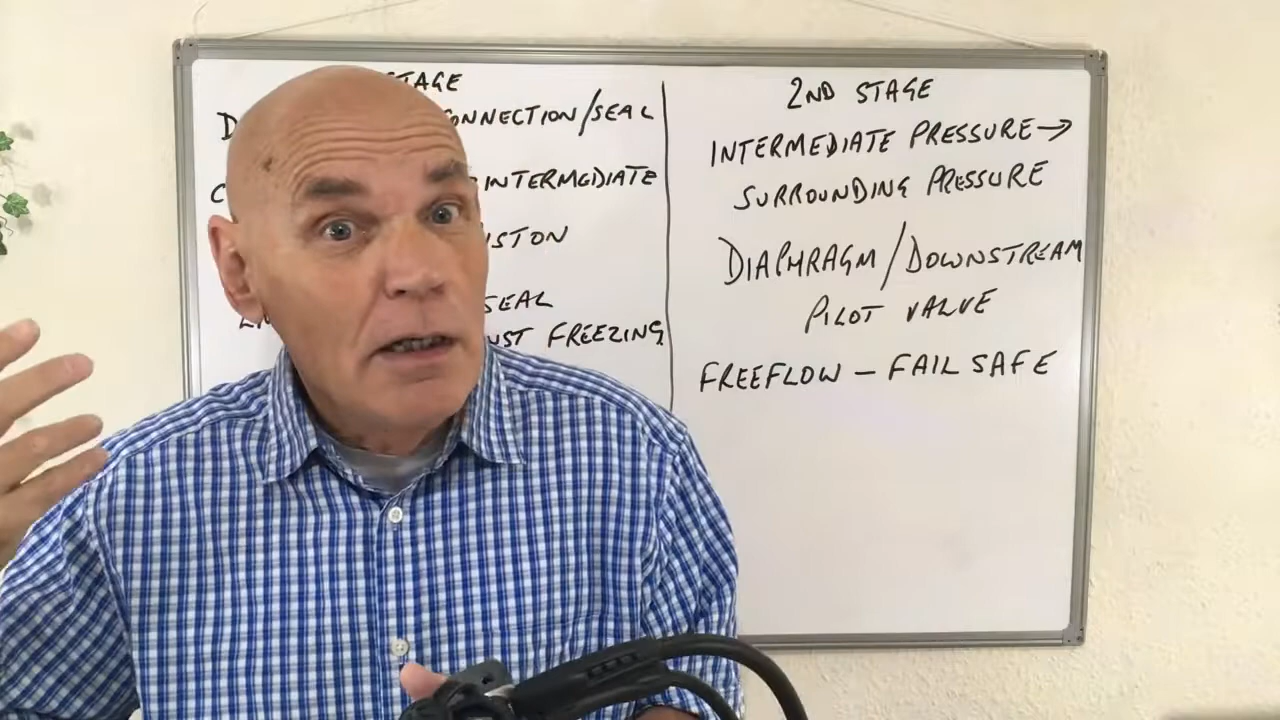 STAGE
CONNECTION/SEAL
INTERMEDIATE
ISTON
SEAL
UST FREEZING
2ND STAGE
INTERMEDIATE PRESSURE →
SURROUNDING PRESSURE
DIAPHRAGM/DOWNSTREAM
PILOT VALVE
FREEFLOW – FAIL SAFE